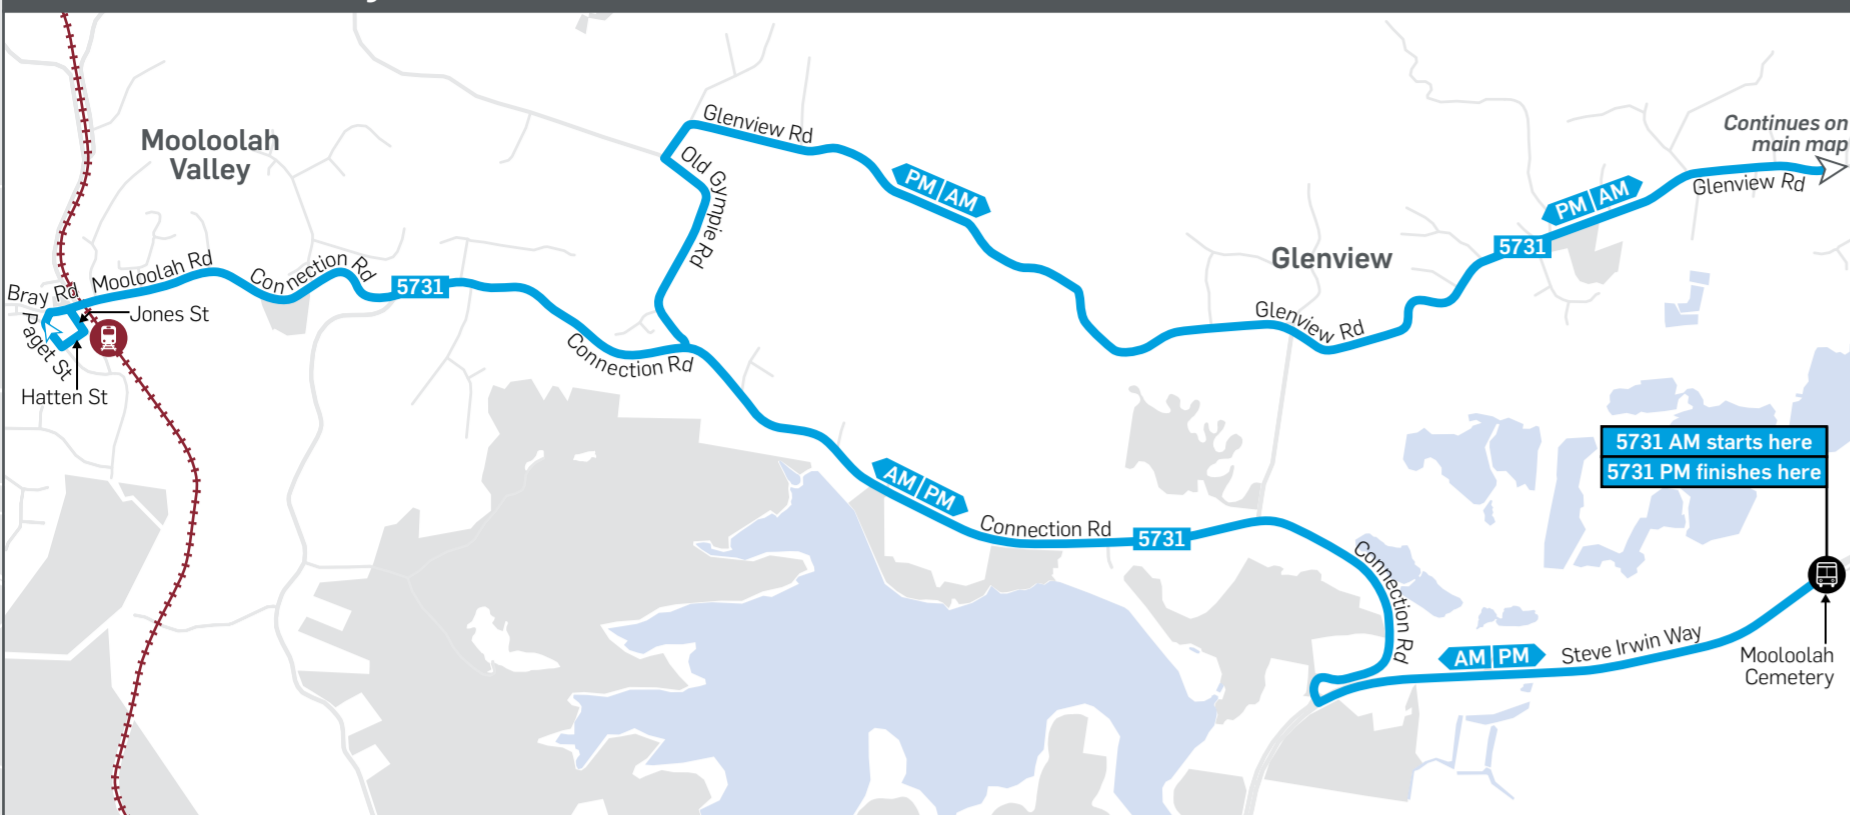 Continues on
main map
Glenview Rd
Mooloolah
Valley
Old Gympie Rd
PM AM
PM AM
Glenview Rd
5731
Glenview
Mooloolah Rd
Connection Rd
5731
Bray Rd
Jones St
Paget St
Hatten St
Glenview Rd
Connection Rd
5731 AM starts here
5731 PM finishes here
AM PM
Connection Rd
5731
Connection Rd
AM PM
Steve Irwin Way
Mooloolah
Cemetery